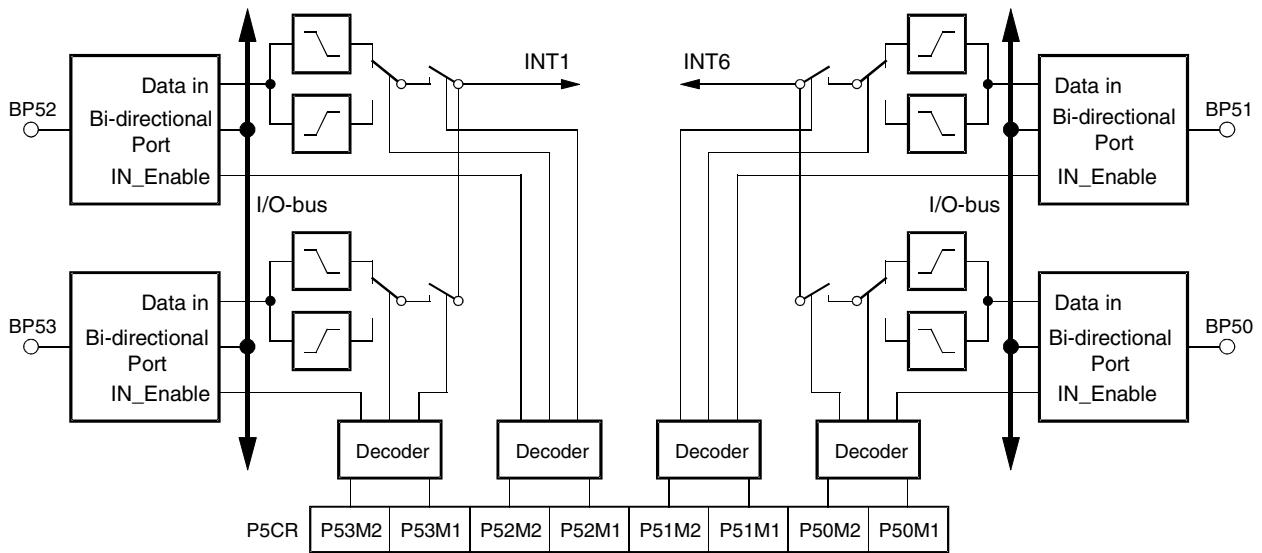 INT1
INT6
BP52
Data in
Bi-directional
Port
IN_Enable
I/O-bus
BP53
Data in
Bi-directional
Port
IN_Enable
Data in
Bi-directional
Port
IN_Enable
BP51
I/O-bus
Data in
Bi-directional
Port
IN_Enable
BP50
Decoder
Decoder
Decoder
Decoder
P5CR P53M2 P53M1 P52M2 P52M1 P51M2 P51M1 P50M2 P50M1